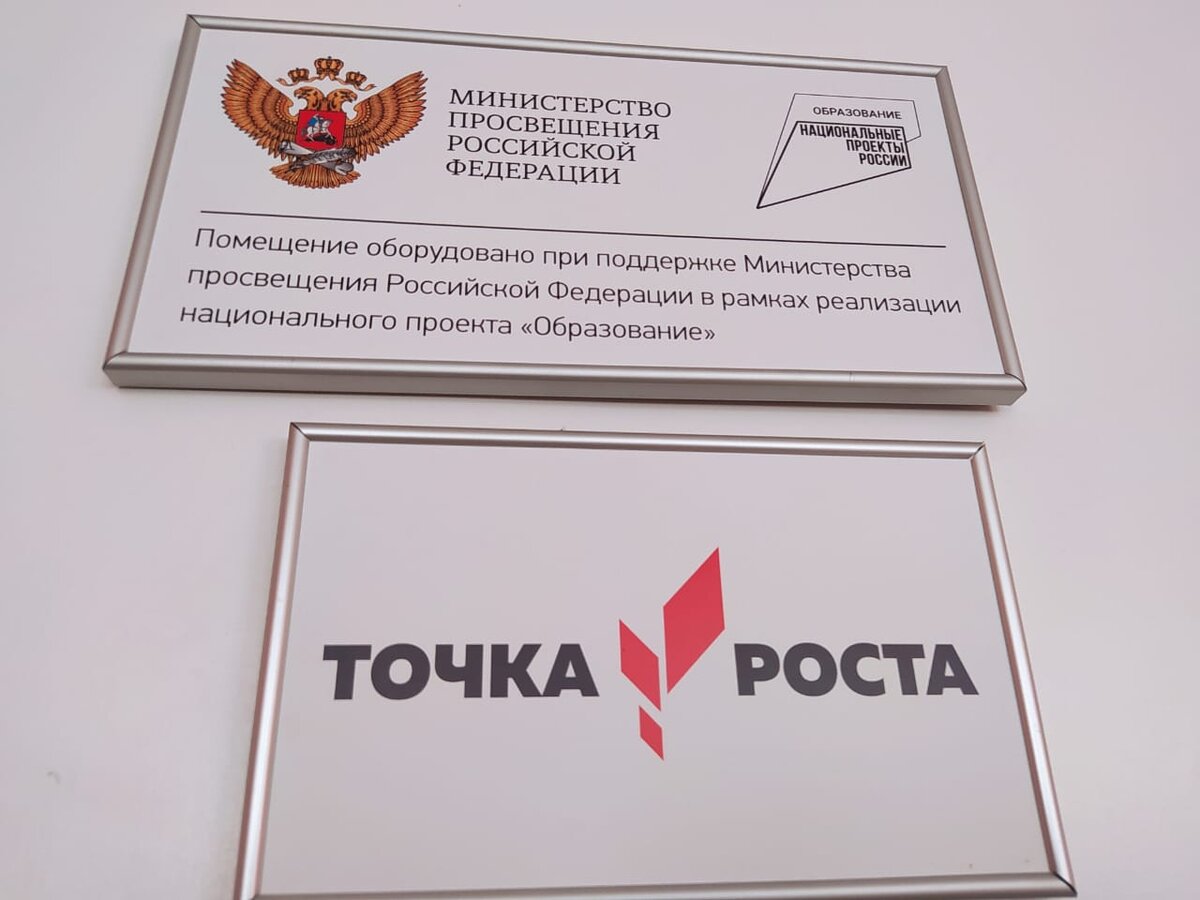 МИНИСТЕРСТВО
ПРОСВЕЩЕНИЯ
РОССИЙСКОЙ
ФЕДЕРАЦИИ
ОБРАЗОВАНИЕ
НАЦИОНАЛЬНЫЕ
ПРОЕКТЫ
РОССИИ
Помещение оборудовано при поддержке Министерства
просвещения Российской Федерации в рамках реализации
национального проекта «Образование»
ТОЧКА РОСТА